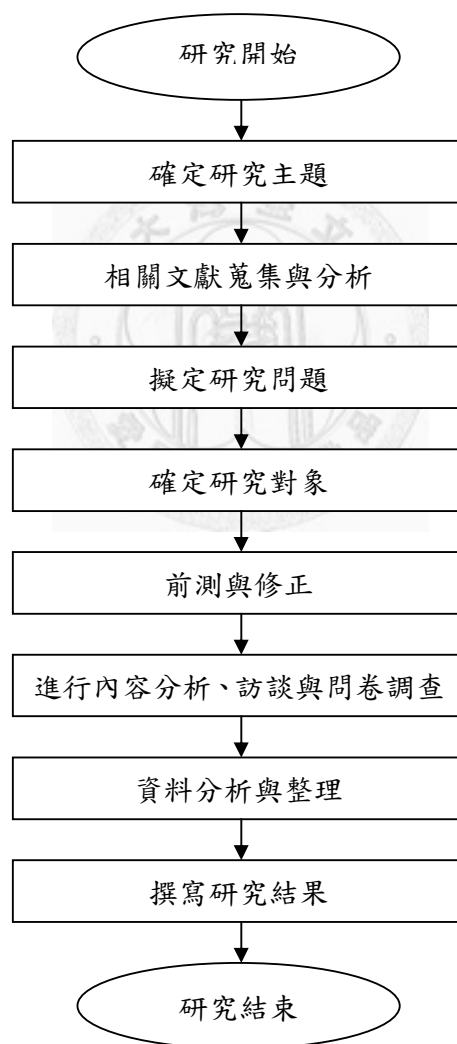 研究開始
確定研究主題
相關文獻蒐集與分析
擬定研究問題
確定研究對象
前測與修正
進行內容分析、訪談與問卷調查
資料分析與整理
撰寫研究結果
研究結束